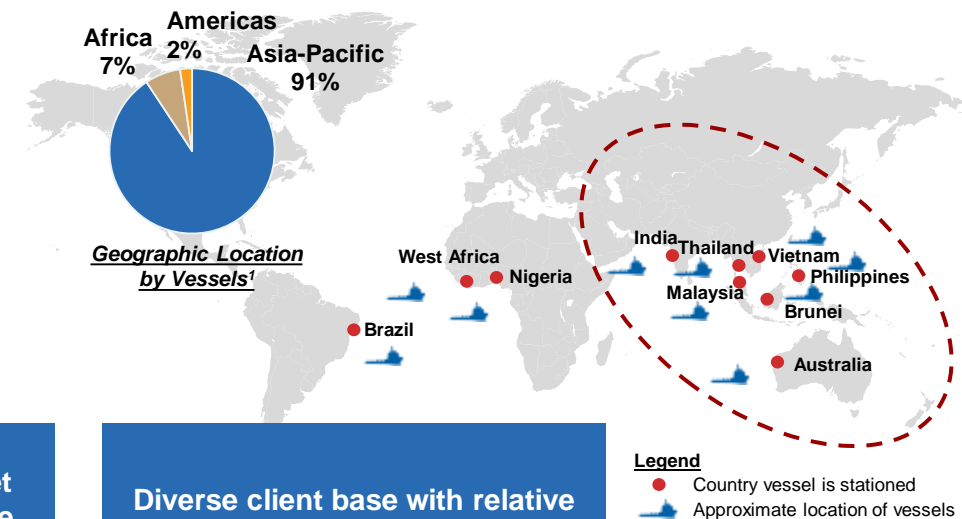 Americas
2%
Africa
7%
Asia-Pacific
91%
Geographic Location
by Vessels¹
West Africa
Nigeria
Brazil
India
Thailand
Vietnam
Philippines
Malaysia
Brunei
Australia
Diverse client base with relative
Legend
Country vessel is stationed
Approximate location of vessels